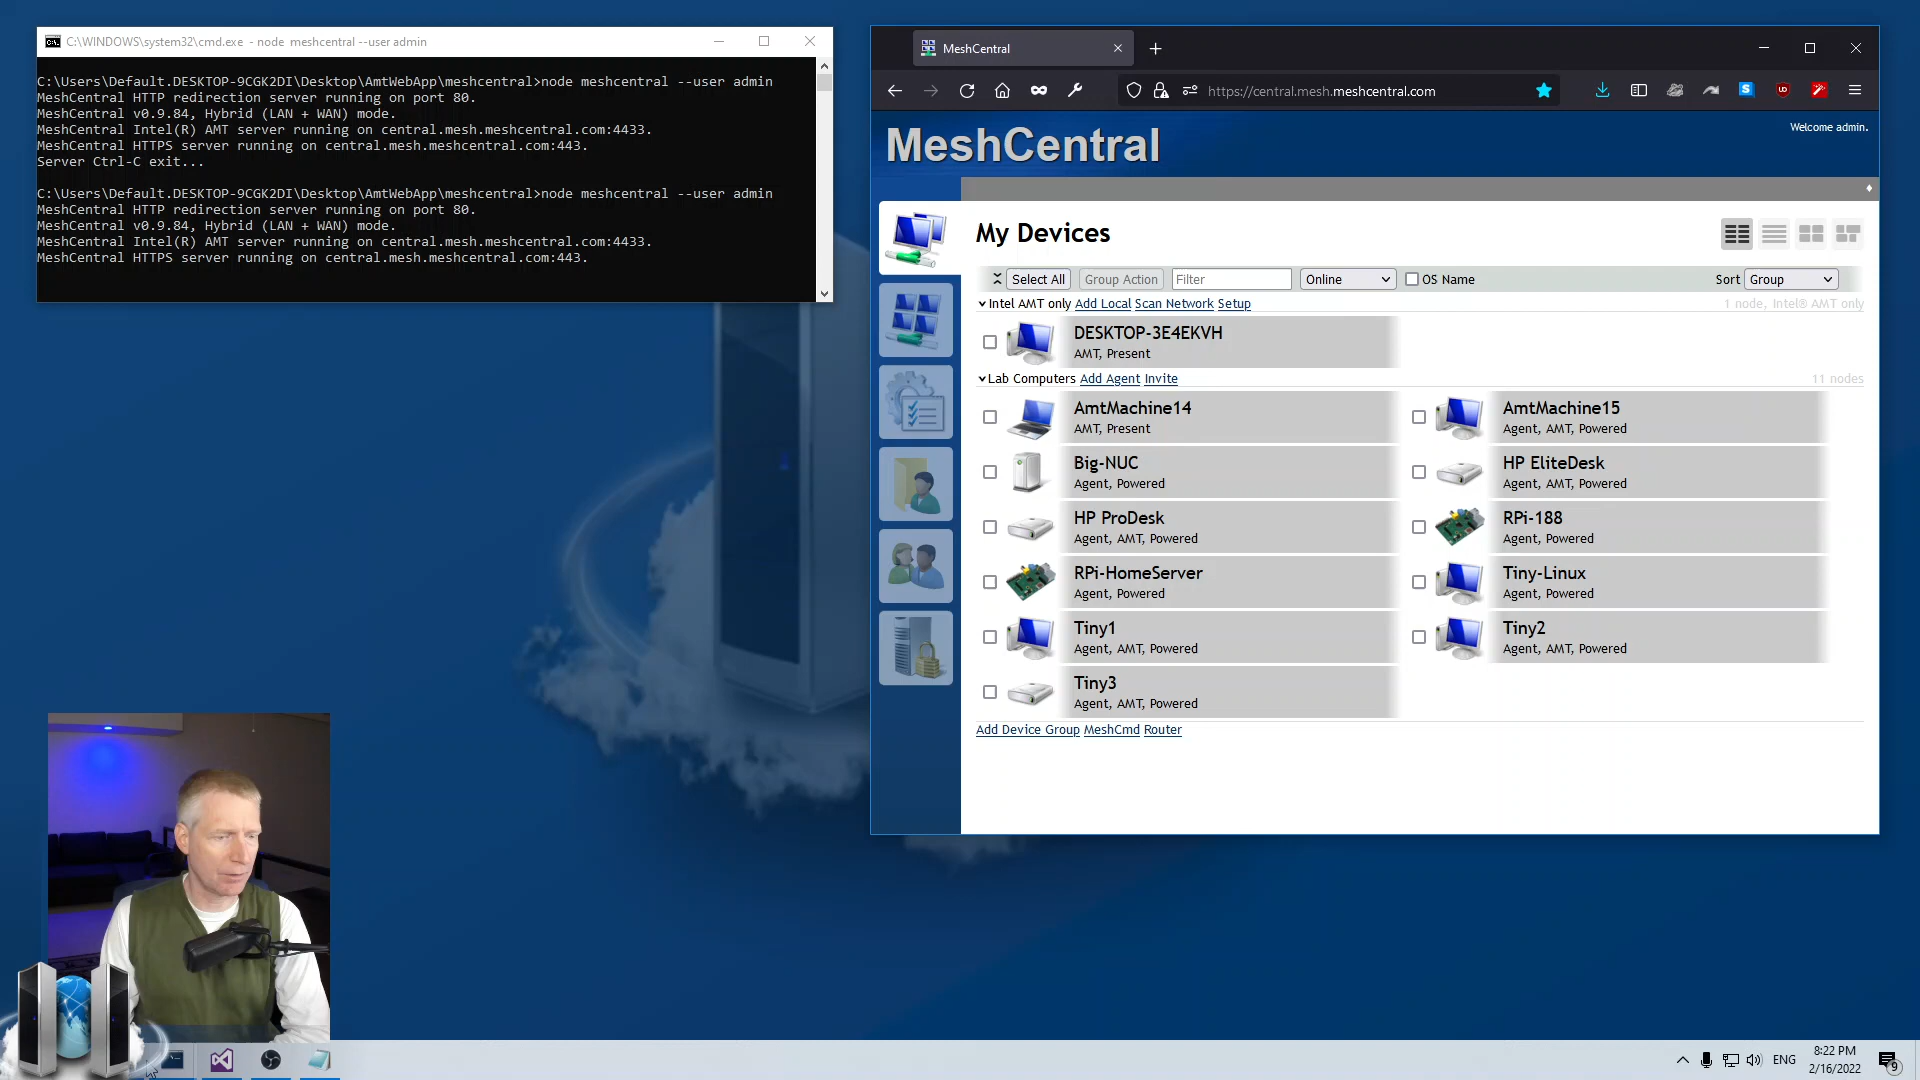 C:\WINDOWS\system32\cmd.exe - node meshcentral --user admin
C:\Users\Default.DESKTOP-9CGK2DI\Desktop\AmtWebApp\meshcentral>node meshcentral --user admin
MeshCentral HTTP redirection server running on port 80.
MeshCentral v0.9.84, Hybrid (LAN + WAN) mode.
MeshCentral Intel(R) AMT server running on central.mesh.meshcentral.com:4433.
MeshCentral HTTPS server running on central.mesh.meshcentral.com:443.
Server Ctrl-C exit...
C:\Users\Default.DESKTOP-9CGK2DI\Desktop\AmtWebApp\meshcentral>node meshcentral --user admin
MeshCentral HTTP redirection server running on port 80.
MeshCentral v0.9.84, Hybrid (LAN + WAN) mode.
MeshCentral Intel(R) AMT server running on central.mesh.meshcentral.com:4433.
MeshCentral HTTPS server running on central.mesh.meshcentral.com:443.
MeshCentral
https://central.mesh.meshcentral.com
MeshCentral
Welcome admin.
My Devices
Select All Group Action Filter Online OS Name Sort Group
Intel AMT only Add Local Scan Network Setup 1 node, Intel® AMT only
DESKTOP-3E4EKVH
AMT, Present
Lab Computers Add Agent Invite 11 nodes
AmtMachine14
AMT, Present
AmtMachine15
Agent, AMT, Powered
Big-NUC
Agent, Powered
HP EliteDesk
Agent, AMT, Powered
HP ProDesk
Agent, AMT, Powered
RPi-188
Agent, Powered
RPi-HomeServer
Agent, Powered
Tiny-Linux
Agent, Powered
Tiny1
Agent, AMT, Powered
Tiny2
Agent, AMT, Powered
Tiny3
Agent, AMT, Powered
Add Device Group MeshCmd Router
ENG
8:22 PM
2/16/2022
9